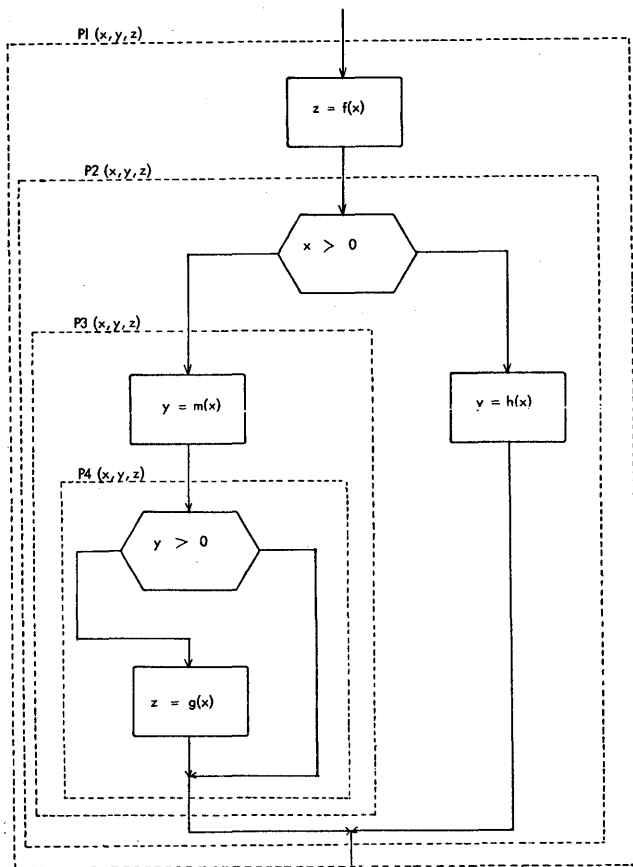 P1 (x,y,z)
z = f(x)
P2 (x,y,z)
x > 0
P3 (x,y,z)
y = m(x)
y = h(x)
P4 (x,y,z)
y > 0
z = g(x)